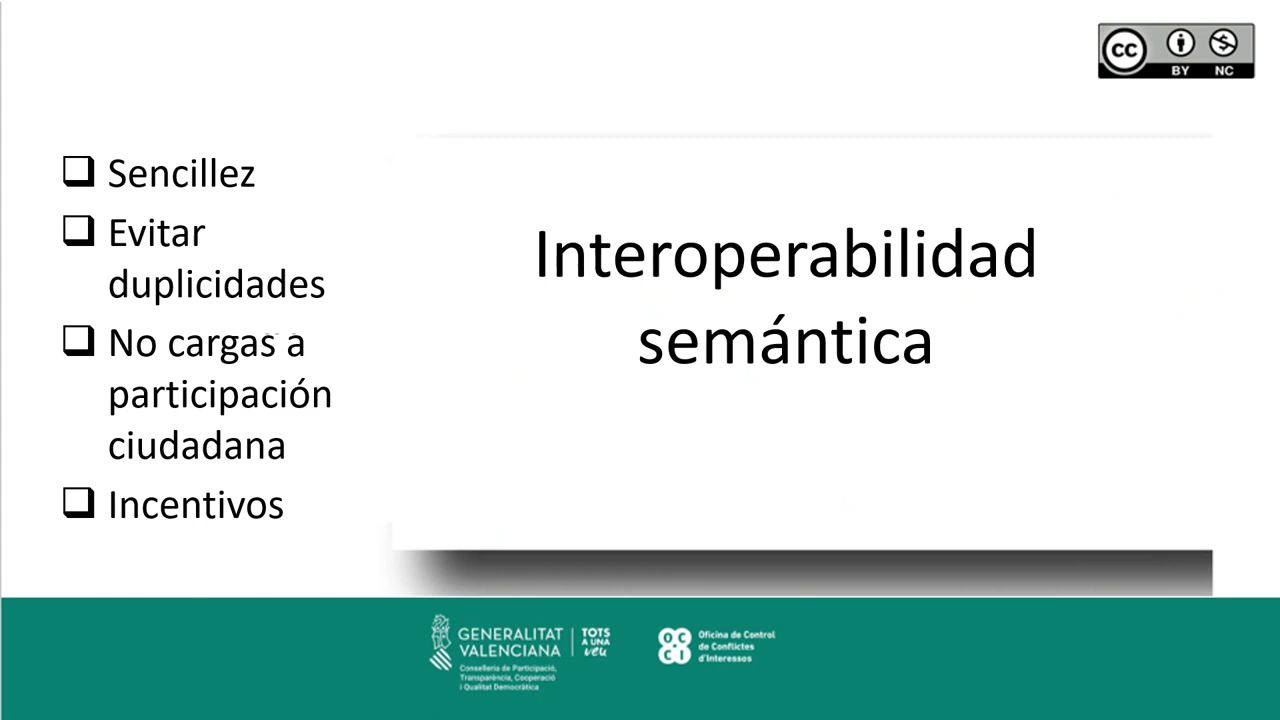 CC
BY NC
Sencillez
Evitar
duplicidades
No cargas a
participación
ciudadana
Incentivos
Interoperabilidad
semántica
GENERALITAT
VALENCIANA
Conselleria de Participació,
Transparència, Cooperació
i Qualitat Democràtica
TOTS
A UNA
veu
OCCI
Oficina de Control
de Conflictes
d'Interessos